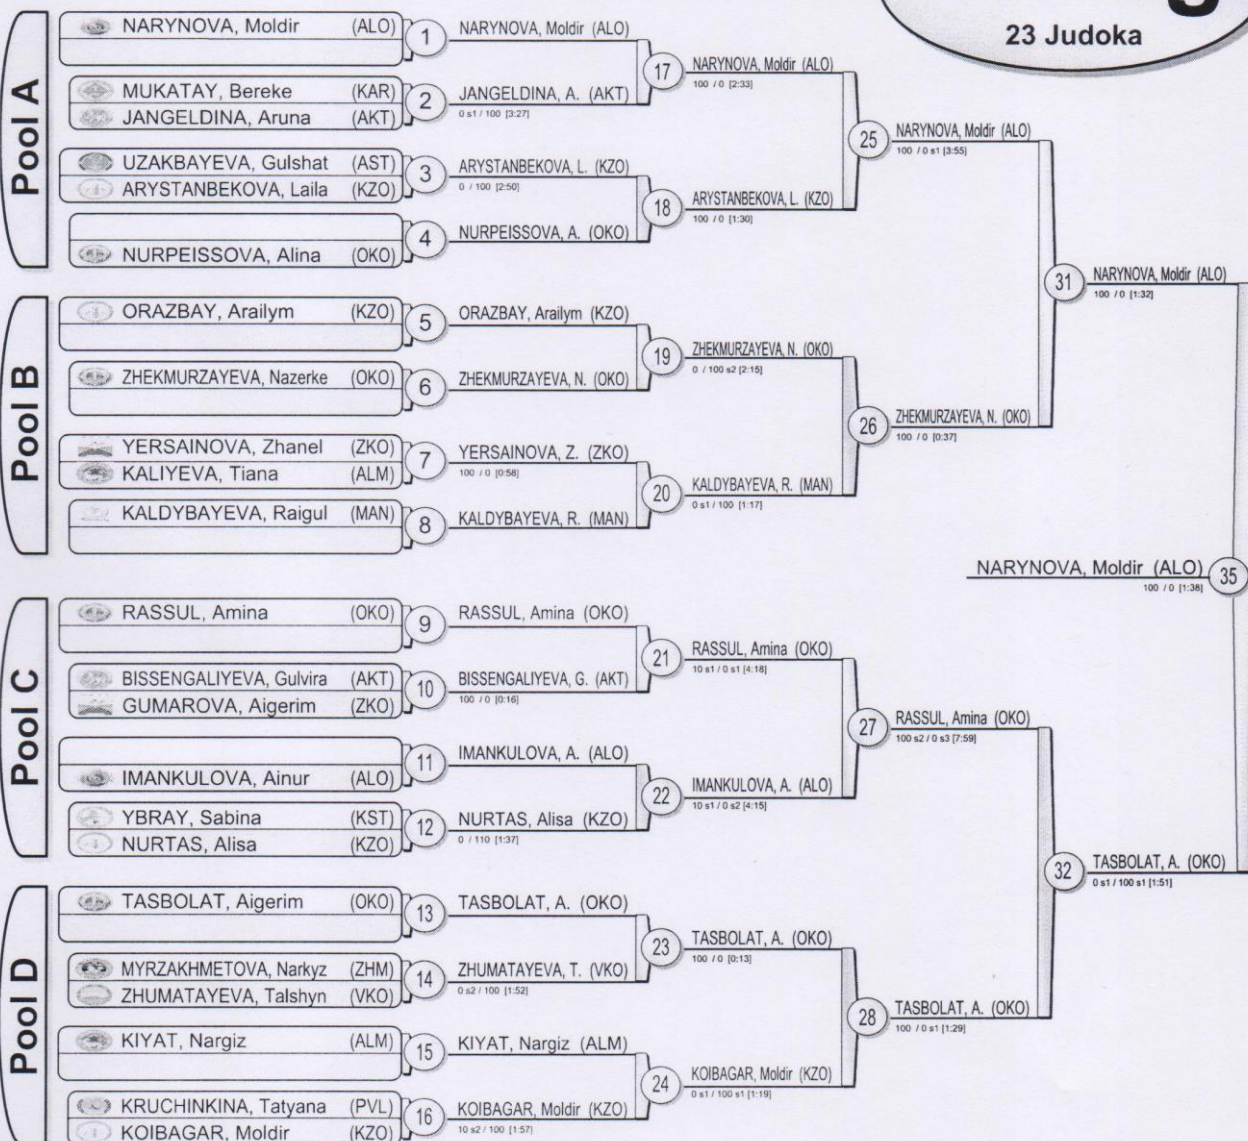 23 Judoka
Pool A
NARYNOVA, Moldir (ALO)
1
MUKATAY, Bereke (KAR)
JANGELDINA, Aruna (AKT)
2
UZAKBAYEVA, Gulshat (AST)
ARYSTANBEKOVA, Laila (KZO)
3
NURPEISSOVA, Alina (OKO)
4
NARYNOVA, Moldir (ALO)
JANGELDINA, A. (AKT)
0 s1 / 100 [3:27]
17
ARYSTANBEKOVA, L. (KZO)
0 / 100 [2:50]
NURPEISSOVA, A. (OKO)
18
NARYNOVA, Moldir (ALO)
100 / 0 [2:33]
ARYSTANBEKOVA, L. (KZO)
100 / 0 [1:30]
25
NARYNOVA, Moldir (ALO)
100 / 0 s1 [3:55]
Pool B
ORAZBAY, Arailym (KZO)
5
ZHEKMURZAYEVA, Nazerke (OKO)
6
YERSAINOVA, Zhanel (ZKO)
KALIYEVA, Tiana (ALM)
7
KALDYBAYEVA, Raigul (MAN)
8
ORAZBAY, Arailym (KZO)
ZHEKMURZAYEVA, N. (OKO)
19
YERSAINOVA, Z. (ZKO)
100 / 0 [0:58]
KALDYBAYEVA, R. (MAN)
20
ZHEKMURZAYEVA, N. (OKO)
0 / 100 s2 [2:15]
KALDYBAYEVA, R. (MAN)
0 s1 / 100 [1:17]
26
ZHEKMURZAYEVA, N. (OKO)
100 / 0 [0:37]
31
NARYNOVA, Moldir (ALO)
100 / 0 [1:32]
Pool C
RASSUL, Amina (OKO)
9
BISSENGALIYEVA, Gulvira (AKT)
GUMAROVA, Aigerim (ZKO)
10
IMANKULOVA, Ainur (ALO)
11
YBRAY, Sabina (KST)
NURTAS, Alisa (KZO)
12
RASSUL, Amina (OKO)
BISSENGALIYEVA, G. (AKT)
100 / 0 [0:16]
21
IMANKULOVA, A. (ALO)
NURTAS, Alisa (KZO)
0 / 110 [1:37]
22
RASSUL, Amina (OKO)
10 s1 / 0 s1 [4:18]
IMANKULOVA, A. (ALO)
10 s1 / 0 s2 [4:15]
27
RASSUL, Amina (OKO)
100 s2 / 0 s3 [7:59]
Pool D
TASBOLAT, Aigerim (OKO)
13
MYRZAKHMETOVA, Narkyz (ZHM)
ZHUMATAYEVA, Talshyn (VKO)
14
KIYAT, Nargiz (ALM)
15
KRUCHINKINA, Tatyana (PVL)
KOIBAGAR, Moldir (KZO)
16
TASBOLAT, A. (OKO)
ZHUMATAYEVA, T. (VKO)
0 s2 / 100 [1:52]
23
KIYAT, Nargiz (ALM)
KOIBAGAR, Moldir (KZO)
10 s2 / 100 [1:57]
24
TASBOLAT, A. (OKO)
100 / 0 [0:13]
KOIBAGAR, Moldir (KZO)
0 s1 / 100 s1 [1:19]
28
TASBOLAT, A. (OKO)
100 / 0 s1 [1:29]
32
TASBOLAT, A. (OKO)
0 s1 / 100 s1 [1:51]
NARYNOVA, Moldir (ALO)
100 / 0 [1:38]
35